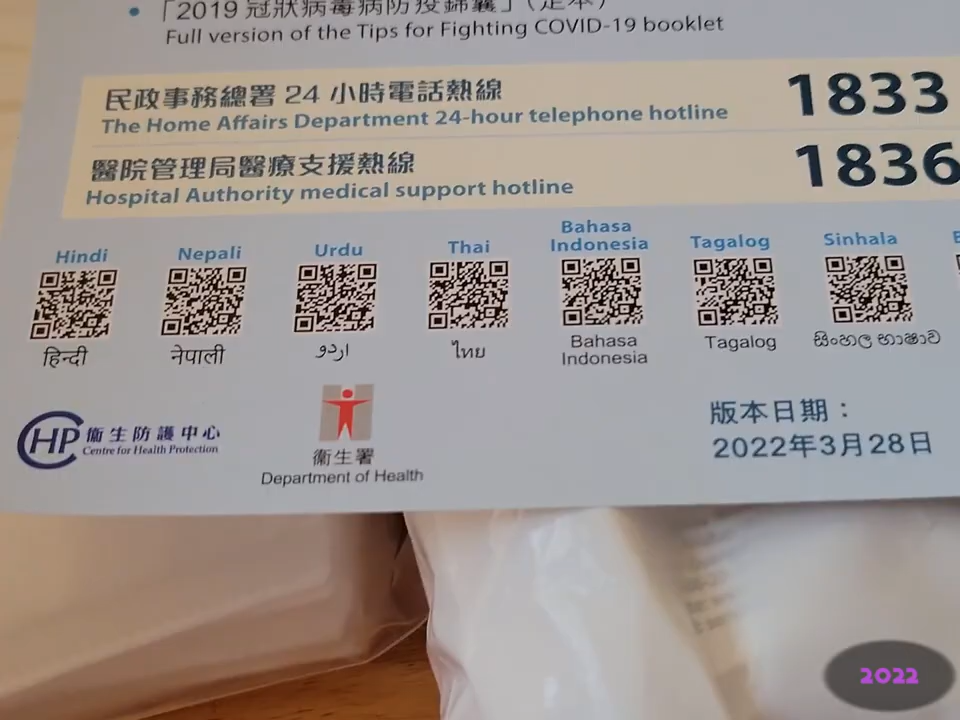 「2019 冠狀病毒病防疫錦囊」(足本)
Full version of the Tips for Fighting COVID-19 booklet
民政事務總署 24 小時電話熱線
The Home Affairs Department 24-hour telephone hotline
1833
醫院管理局醫療支援熱線
Hospital Authority medical support hotline
1836
Hindi
Nepali
Urdu
Thai
Bahasa
Indonesia
Tagalog
Sinhala
हिन्दी
नेपाली
اردو
ไทย
Bahasa
Indonesia
Tagalog
සිංහල භාෂාව
CHP 衞生防護中心
Centre for Health Protection
衞生署
Department of Health
版本日期：
2022年3月28日
2022